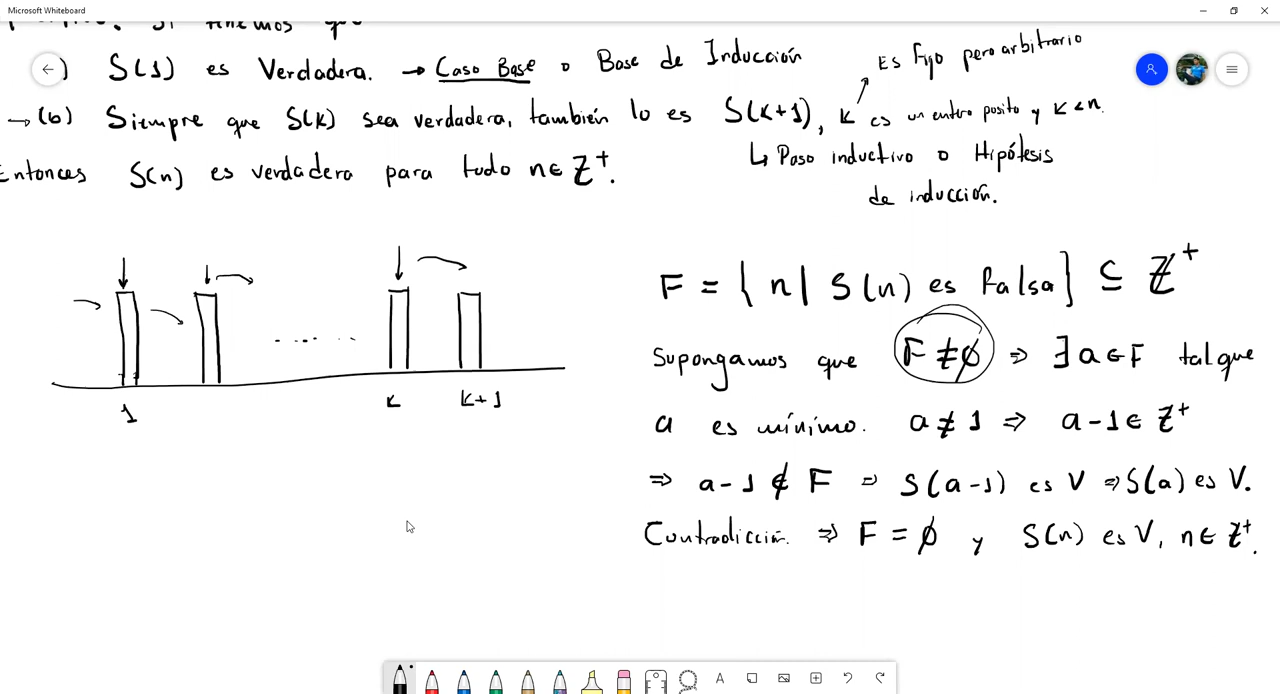 Microsoft Whiteboard
) S(1) es Verdadera. → Caso Base o Base de Inducción
Es Fijo pero arbitrario
→ (b) Siempre que S(k) sea verdadera, también lo es S(k+1), k es un entero posito y k<n.
↳ Paso inductivo o Hipótesis
de inducción.
Entonces S(n) es verdadera para todo n∈Z⁺.
1 k k+1
F = { n | S(n) es Falsa } ⊆ Z⁺
Supongamos que F ≠ ∅ ⇒ ∃ a ∈ F tal que
a es mínimo. a ≠ 1 ⇒ a-1 ∈ Z⁺
⇒ a-1 ∉ F ⇒ S(a-1) es V ⇒ S(a) es V.
Contradicción. ⇒ F = ∅ y S(n) es V, n ∈ Z⁺.
A